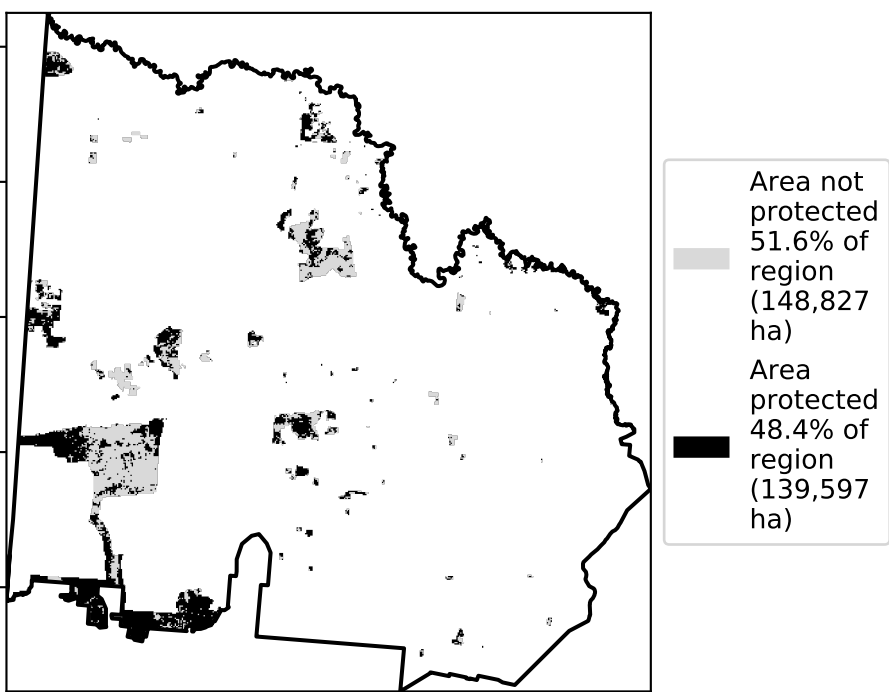 Area not
protected
51.6% of
region
(148,827
ha)
Area
protected
48.4% of
region
(139,597
ha)